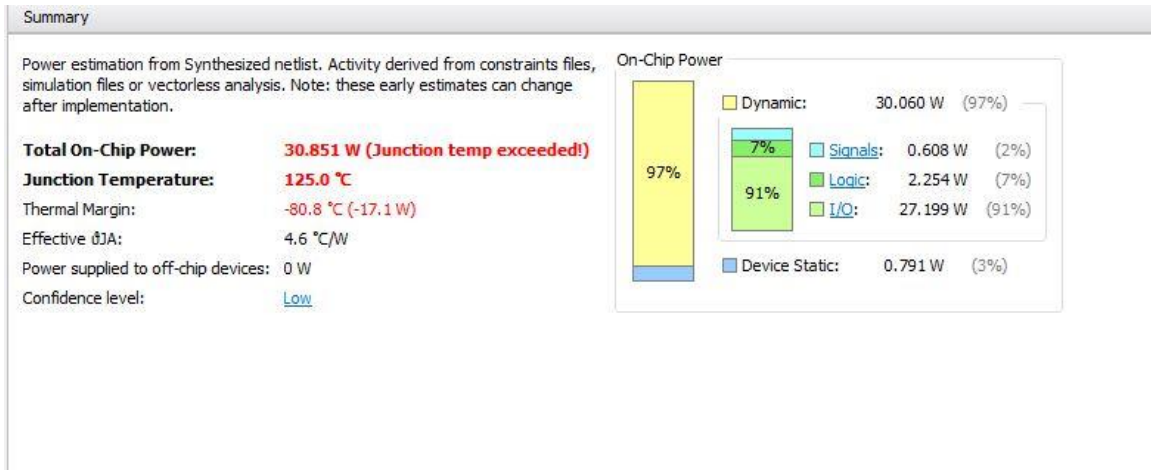 Summary
Power estimation from Synthesized netlist. Activity derived from constraints files,
simulation files or vectorless analysis. Note: these early estimates can change
after implementation.
Total On-Chip Power: 30.851 W (Junction temp exceeded!)
Junction Temperature: 125.0 °C
Thermal Margin: -80.8 °C (-17.1 W)
Effective ϑJA: 4.6 °C/W
Power supplied to off-chip devices: 0 W
Confidence level: Low
On-Chip Power
97%
Dynamic: 30.060 W (97%)
7%
91%
Signals: 0.608 W (2%)
Logic: 2.254 W (7%)
I/O: 27.199 W (91%)
Device Static: 0.791 W (3%)